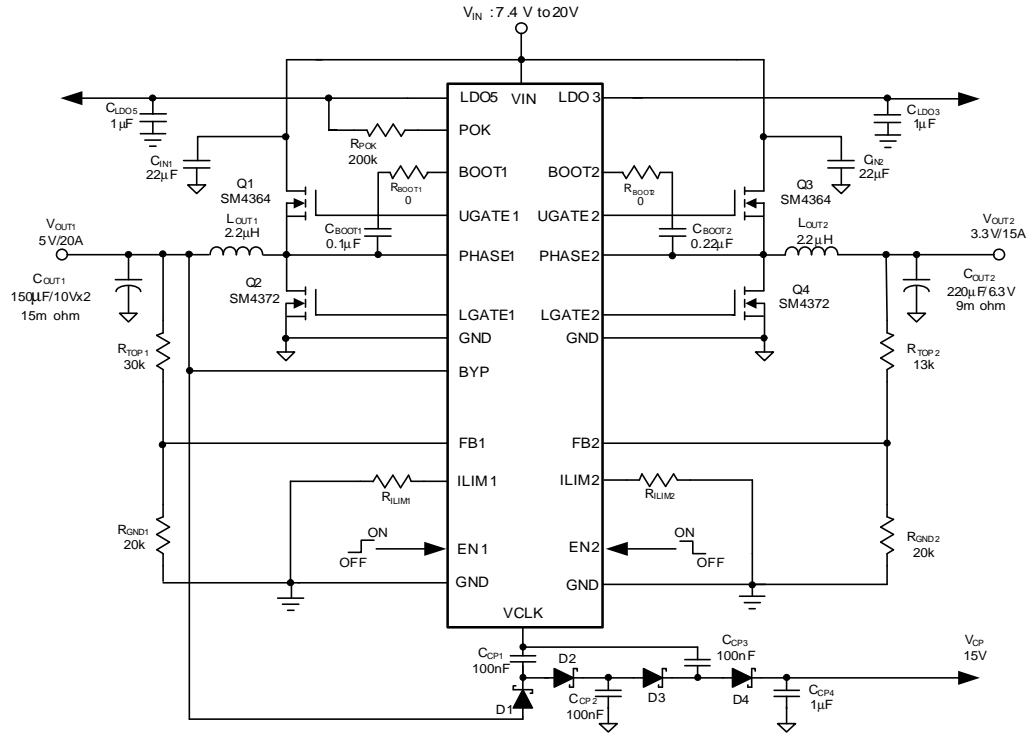 VIN : 7.4 V to 20V
LDO5
VIN
LDO3
CLDO5
1μF
CLDO3
1μF
POK
RPOK
200k
CIN1
22μF
CIN2
22μF
BOOT1
BOOT2
RBOOT1
0
RBOOT2
0
Q1
SM4364
Q3
SM4364
UGATE1
UGATE2
CBOOT1
0.1μF
CBOOT2
0.22μF
VOUT1
5V/20A
LOUT1
2.2μH
PHASE1
PHASE2
LOUT2
2.2μH
VOUT2
3.3V/15A
COUT1
150μF/10Vx2
15m ohm
Q2
SM4372
Q4
SM4372
COUT2
220μF/6.3V
9m ohm
LGATE1
LGATE2
GND
GND
RTOP1
30k
RTOP2
13k
BYP
FB1
FB2
ILIM1
ILIM2
RILIM1
RILIM2
RGND1
20k
RGND2
20k
ON
OFF
EN1
EN2
ON
OFF
GND
GND
VCLK
CCP1
100nF
D2
CCP3
100nF
VCP
15V
D1
CCP2
100nF
D3
D4
CCP4
1μF